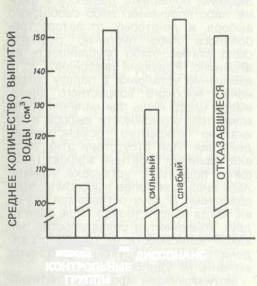 СРЕДНЕЕ КОЛИЧЕСТВО ВЫПИТОЙ
ВОДЫ (см³)
150
140
130
120
110
100
СИЛЬНЫЙ
СЛАБЫЙ
ОТКАЗАВШИЕСЯ
ДИССОНАНС
КОНТРОЛЬНЫЕ
ГРУППЫ